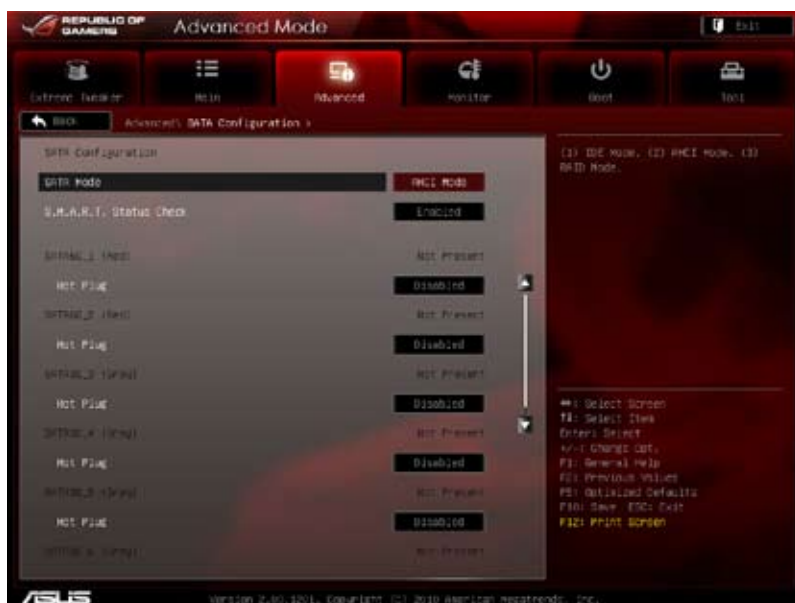 REPUBLIC OF
GAMERS
Advanced Mode
Exit
Extreme Tweaker
Main
Advanced
Monitor
Boot
Tool
Back
Advanced\ SATA Configuration >
SATA Configuration
SATA Mode
AHCI Mode
S.M.A.R.T. Status Check
Enabled
Not Present
Hot Plug
Disabled
Not Present
Hot Plug
Disabled
Not Present
Hot Plug
Disabled
Not Present
Hot Plug
Disabled
Not Present
Hot Plug
Disabled
Not Present
(1) IDE Mode. (2) AHCI Mode. (3)
RAID Mode.
: Select Screen
: Select Item
Enter: Select
+/-: Change Opt.
F1: General Help
F2: Previous Values
F5: Optimized Defaults
F10: Save ESC: Exit
F12: Print Screen
ASUS
Version 2.00.1201. Copyright (C) 2010 American Megatrends, Inc.